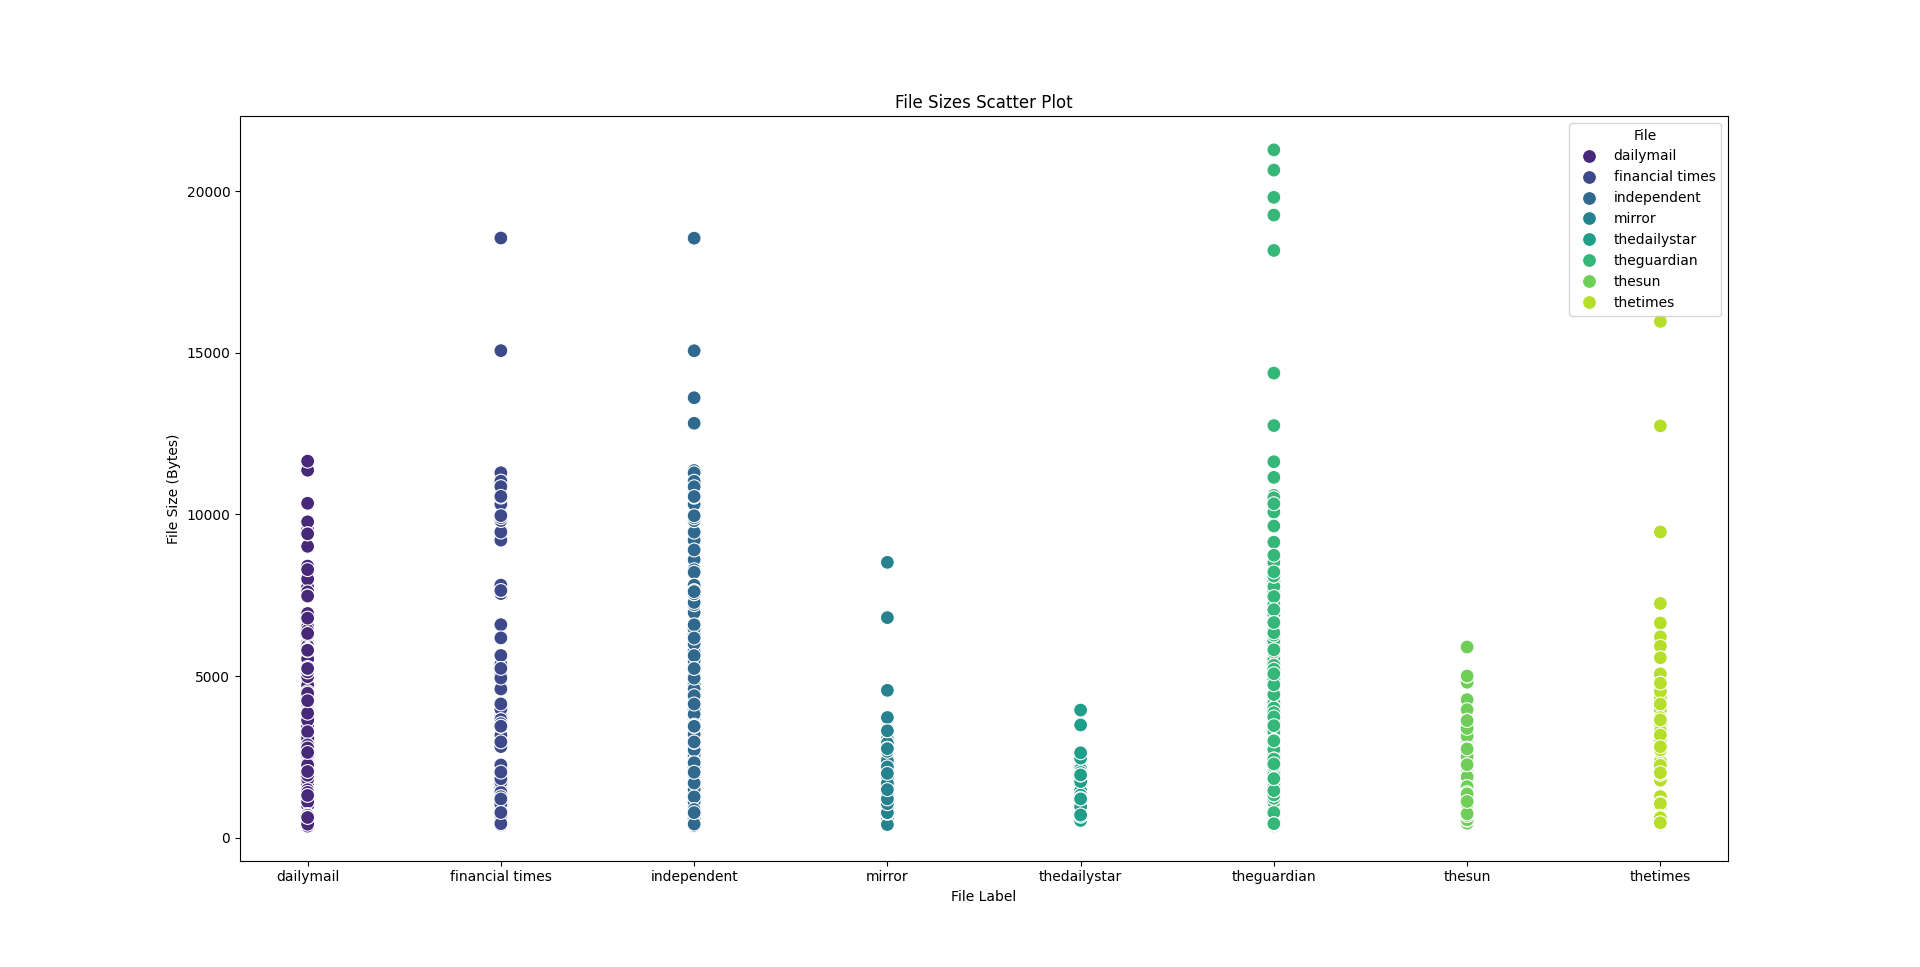 File Sizes Scatter Plot
File
dailymail
financial times
independent
mirror
thedailystar
theguardian
thesun
thetimes
20000
15000
10000
5000
0
File Size (Bytes)
dailymail
financial times
independent
mirror
thedailystar
theguardian
thesun
thetimes
File Label